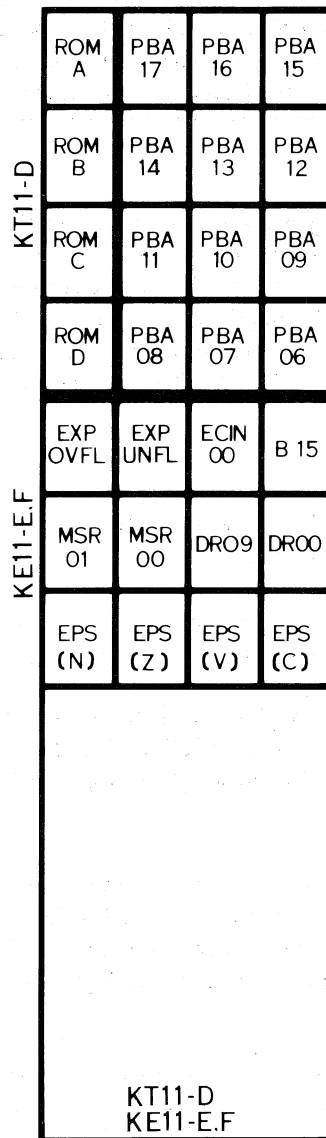 KT11-D
ROM A
PBA 17
PBA 16
PBA 15
ROM B
PBA 14
PBA 13
PBA 12
ROM C
PBA 11
PBA 10
PBA 09
ROM D
PBA 08
PBA 07
PBA 06
KE11-E.F
EXP OVFL
EXP UNFL
ECIN 00
B 15
MSR 01
MSR 00
DR09
DR00
EPS (N)
EPS (Z)
EPS (V)
EPS (C)
KT11-D
KE11-E.F